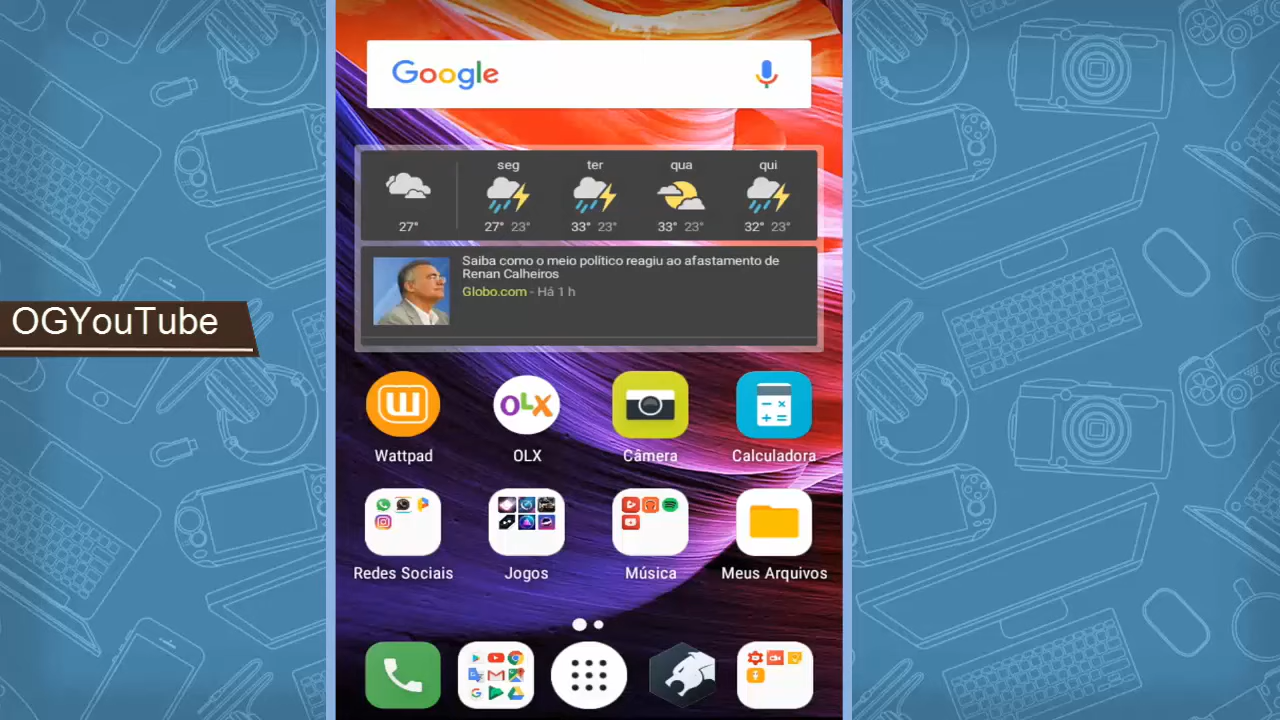 Google
seg ter qua qui
27° 27° 23° 33° 23° 33° 23° 32° 23°
Saiba como o meio político reagiu ao afastamento de
Renan Calheiros
Globo.com - Há 1 h
OGYouTube
W
OLX
Wattpad OLX Câmera Calculadora
Redes Sociais Jogos Música Meus Arquivos